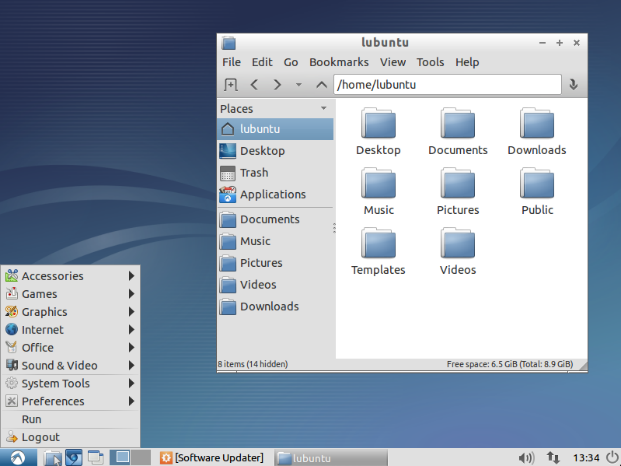 lubuntu
File Edit Go Bookmarks View Tools Help
/home/lubuntu
Places
lubuntu
Desktop
Trash
Applications
Documents
Music
Pictures
Videos
Downloads
Desktop Documents Downloads
Music Pictures Public
Templates Videos
8 items (14 hidden) Free space: 6.5 GiB (Total: 8.9 GiB)
Accessories
Games
Graphics
Internet
Office
Sound & Video
System Tools
Preferences
Run
Logout
[Software Updater] lubuntu 13:34